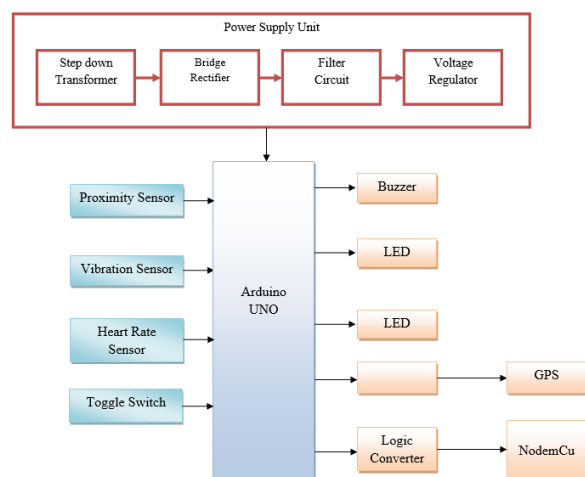 Power Supply Unit
Step down
Transformer
Bridge
Rectifier
Filter
Circuit
Voltage
Regulator
Proximity Sensor
Vibration Sensor
Heart Rate
Sensor
Toggle Switch
Arduino
UNO
Buzzer
LED
LED
GPS
Logic
Converter
NodemCu